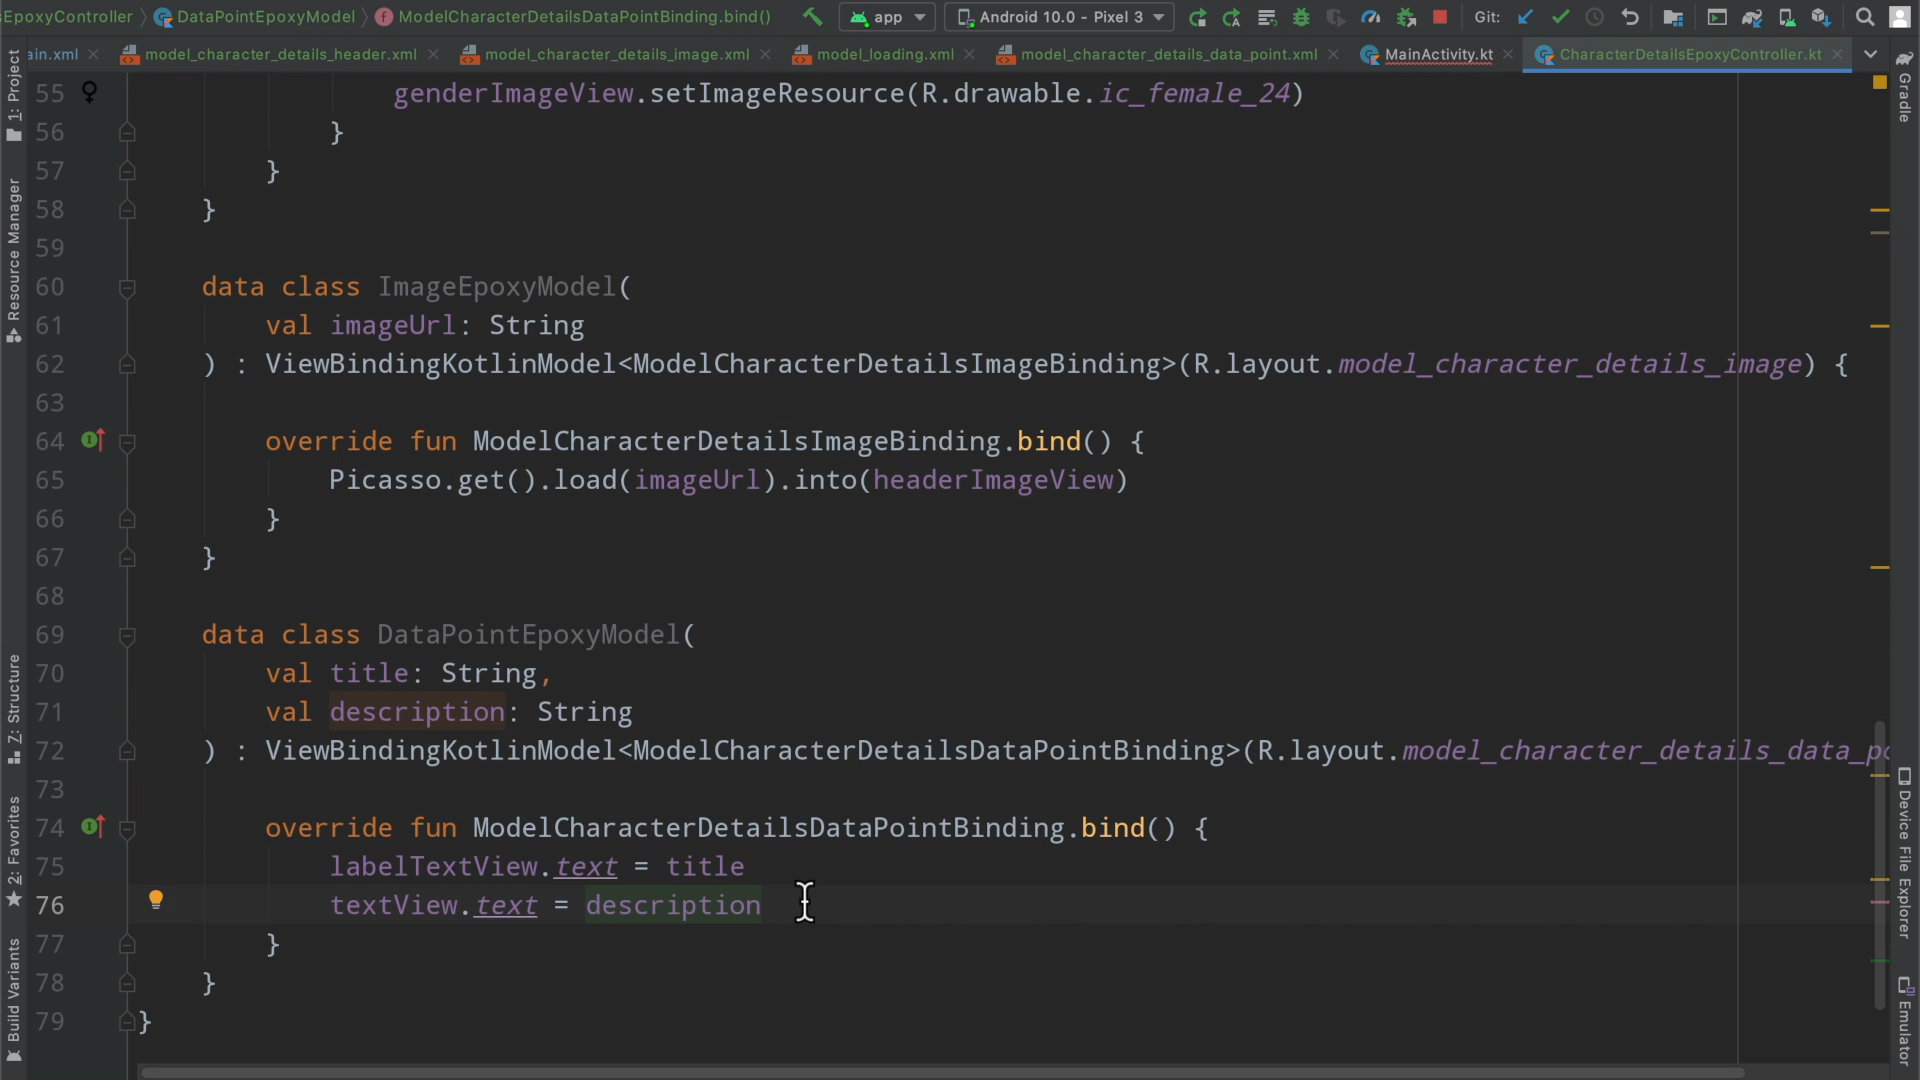 sEpoxyController DataPointEpoxyModel ModelCharacterDetailsDataPointBinding.bind() app Android 10.0 - Pixel 3 Git:
ain.xml model_character_details_header.xml model_character_details_image.xml model_loading.xml model_character_details_data_point.xml MainActivity.kt CharacterDetailsEpoxyController.kt
1: Project
Resource Manager
Z: Structure
2: Favorites
Build Variants
55 genderImageView.setImageResource(R.drawable.ic_female_24)
56 }
57 }
58 }
59
60 data class ImageEpoxyModel(
61 val imageUrl: String
62 ) : ViewBindingKotlinModel<ModelCharacterDetailsImageBinding>(R.layout.model_character_details_image) {
63
64 override fun ModelCharacterDetailsImageBinding.bind() {
65 Picasso.get().load(imageUrl).into(headerImageView)
66 }
67 }
68
69 data class DataPointEpoxyModel(
70 val title: String,
71 val description: String
72 ) : ViewBindingKotlinModel<ModelCharacterDetailsDataPointBinding>(R.layout.model_character_details_data_po
73
74 override fun ModelCharacterDetailsDataPointBinding.bind() {
75 labelTextView.text = title
76 textView.text = description
77 }
78 }
79 }
Gradle
Device File Explorer
Emulator